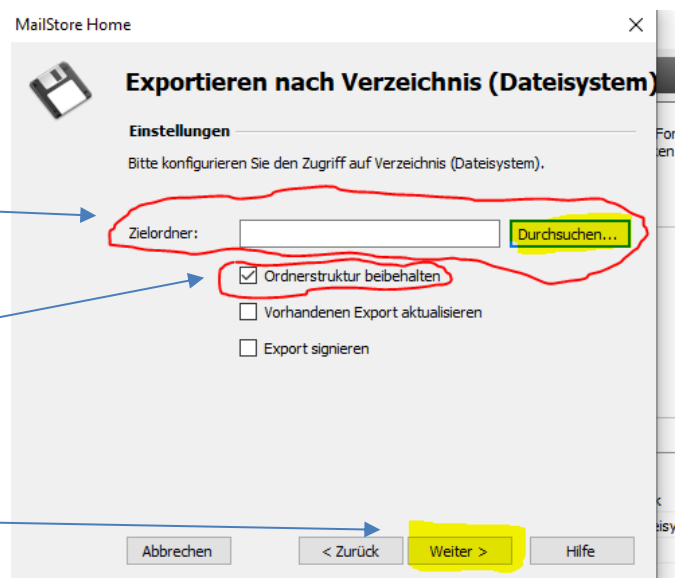 MailStore Home
Exportieren nach Verzeichnis (Dateisystem)
Einstellungen
Bitte konfigurieren Sie den Zugriff auf Verzeichnis (Dateisystem).
Zielordner:
Durchsuchen...
Ordnerstruktur beibehalten
Vorhandenen Export aktualisieren
Export signieren
Abbrechen
< Zurück
Weiter >
Hilfe